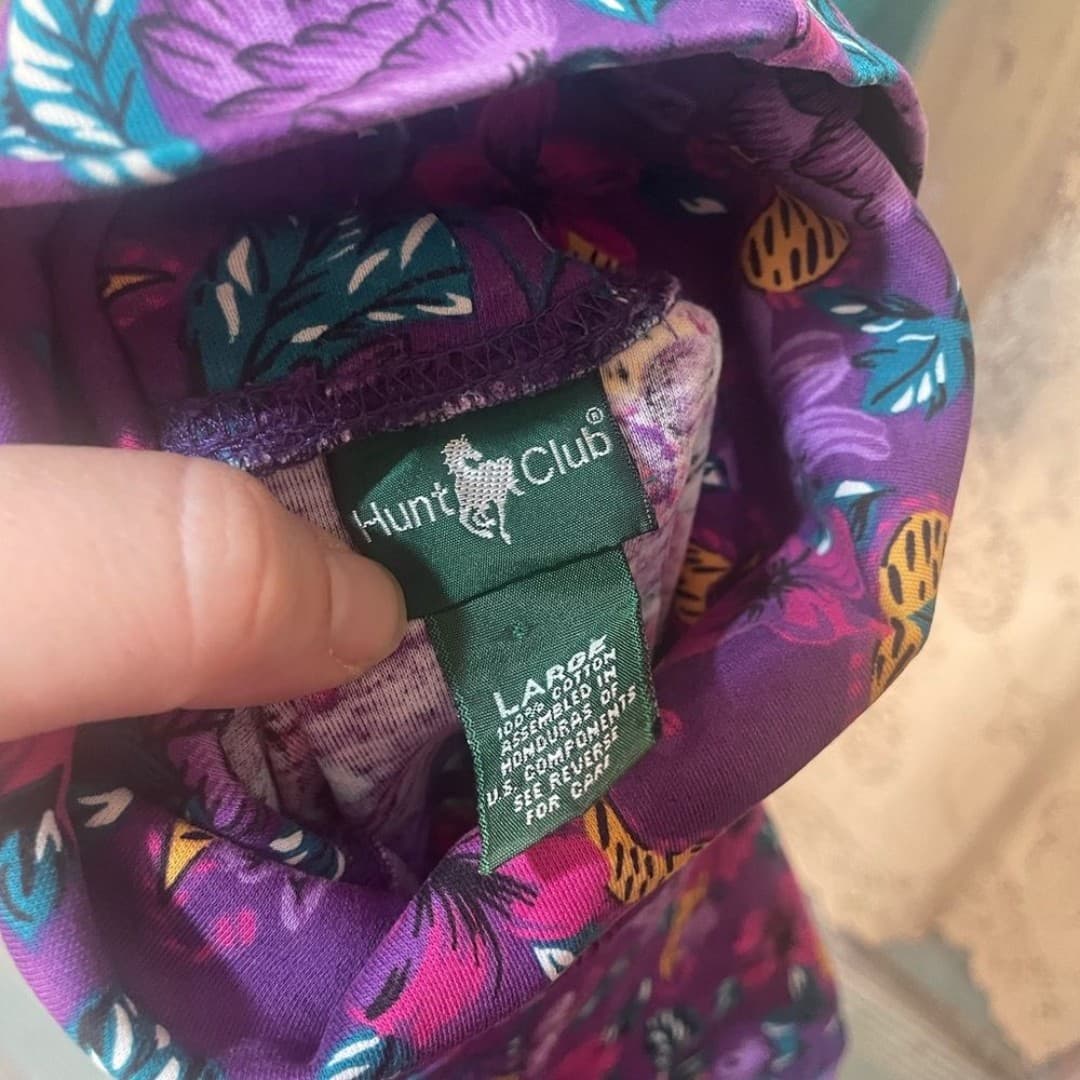 Hunt Club®
LARGE
100% COTTON
ASSEMBLED IN
HONDURAS OF
U.S. COMPONENTS
SEE REVERSE
FOR CARE